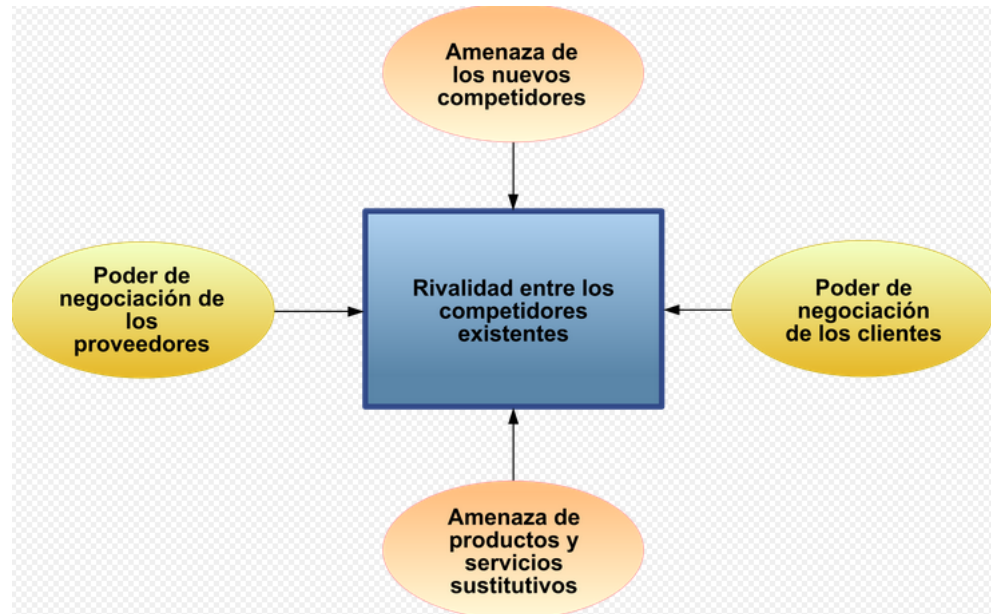 Amenaza de
los nuevos
competidores
Poder de
negociación de
los
proveedores
Rivalidad entre los
competidores
existentes
Poder de
negociación
de los clientes
Amenaza de
productos y
servicios
sustitutivos